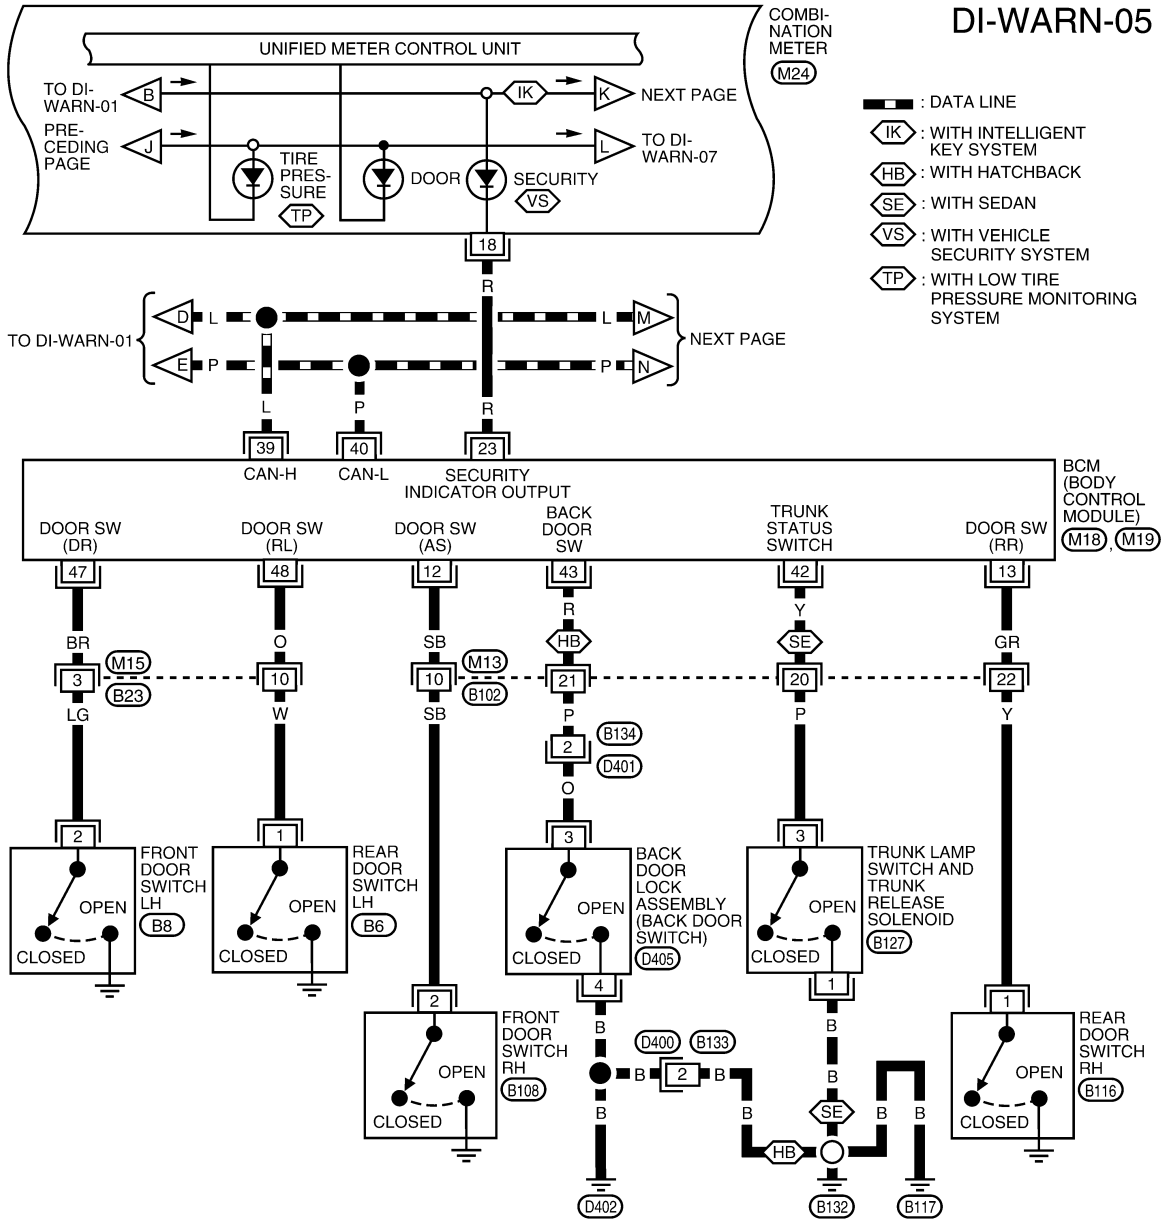 DI-WARN-05
COMBI-
NATION
METER
M24
UNIFIED METER CONTROL UNIT
TO DI-
WARN-01
B
IK
K
NEXT PAGE
PRE-
CEDING
PAGE
J
L
TO DI-
WARN-07
TIRE
PRES-
SURE
TP
DOOR
SECURITY
VS
: DATA LINE
IK : WITH INTELLIGENT
KEY SYSTEM
HB : WITH HATCHBACK
SE : WITH SEDAN
VS : WITH VEHICLE
SECURITY SYSTEM
TP : WITH LOW TIRE
PRESSURE MONITORING
SYSTEM
18
R
TO DI-WARN-01
D L
L M
E P
P N
NEXT PAGE
L
P
R
39
40
23
CAN-H
CAN-L
SECURITY
INDICATOR OUTPUT
BCM
(BODY
CONTROL
MODULE)
M18 , M19
DOOR SW
(DR)
DOOR SW
(RL)
DOOR SW
(AS)
BACK
DOOR
SW
TRUNK
STATUS
SWITCH
DOOR SW
(RR)
47
48
12
43
42
13
R
Y
BR
O
SB
HB
SE
GR
M15
M13
3
10
10
21
20
22
B23
B102
LG
W
SB
P
P
Y
2
B134
D401
O
2
1
3
3
FRONT
DOOR
SWITCH
LH
B8
OPEN
CLOSED
REAR
DOOR
SWITCH
LH
B6
OPEN
CLOSED
BACK
DOOR
LOCK
ASSEMBLY
(BACK DOOR
SWITCH)
D405
OPEN
CLOSED
TRUNK LAMP
SWITCH AND
TRUNK
RELEASE
SOLENOID
B127
OPEN
CLOSED
2
4
1
1
FRONT
DOOR
SWITCH
RH
B108
OPEN
CLOSED
REAR
DOOR
SWITCH
RH
B116
OPEN
CLOSED
B
B
D400
B133
B
2
B
B
B
B
SE
B
B
HB
D402
B132
B117